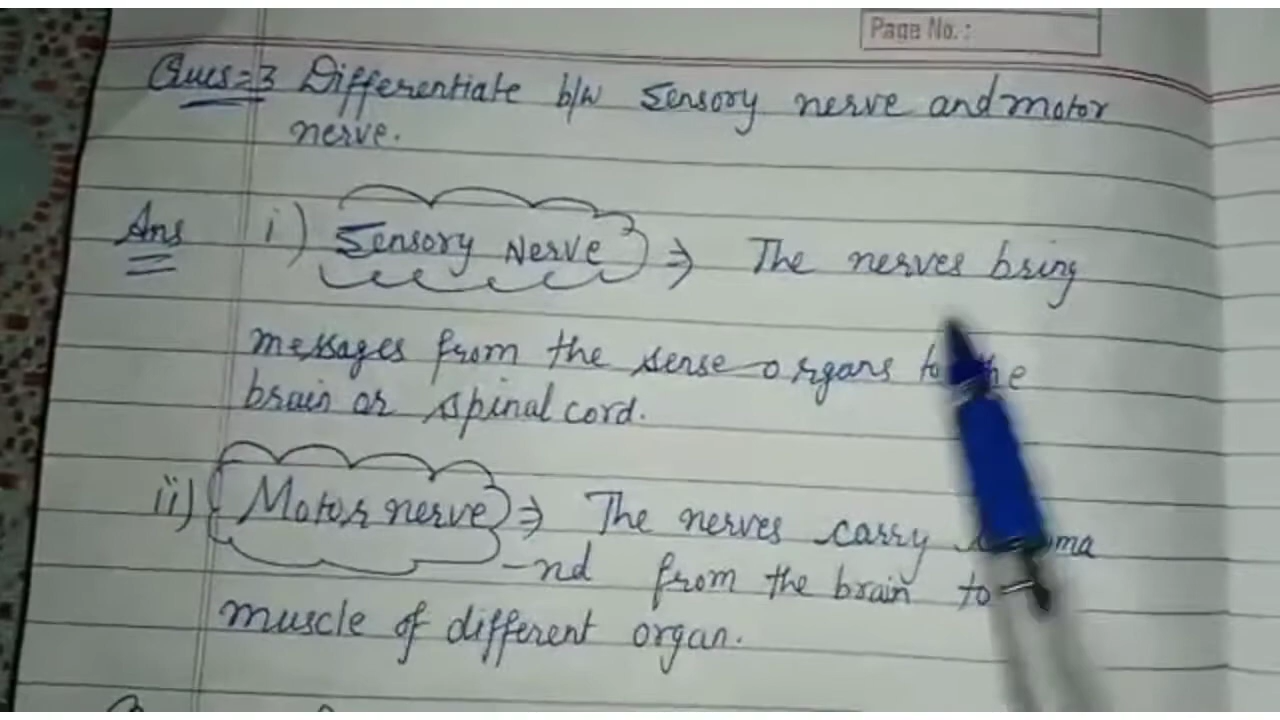 Page No. :
Ques=3 Differentiate b/w Sensory nerve and motor
nerve.
Ans i) Sensory Nerve ⇒ The nerves bring
messages from the sense organs to the
brain or spinal cord.
ii) Motor nerve ⇒ The nerves carry
-nd from the brain to
muscle of different organ.